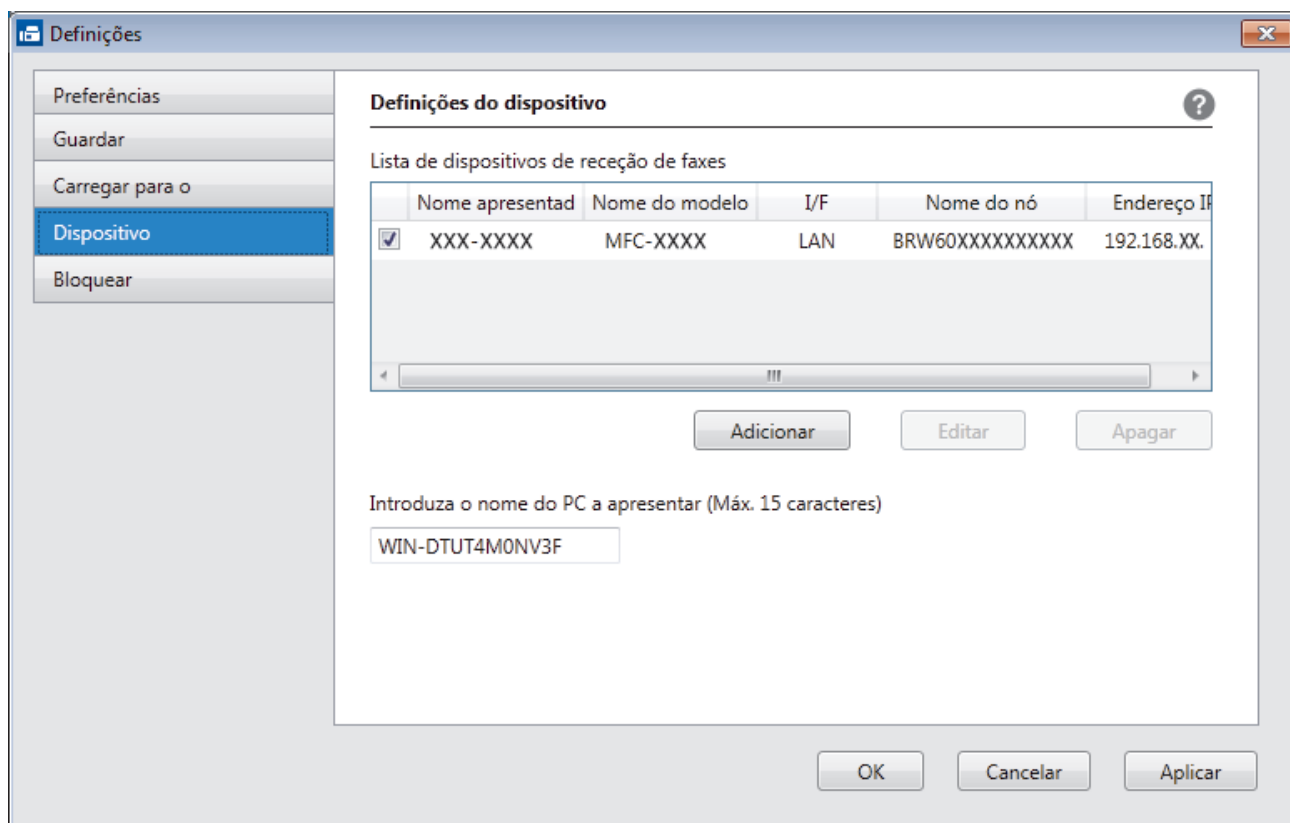 Definições
Preferências
Guardar
Carregar para o
Dispositivo
Bloquear
Definições do dispositivo
?
Lista de dispositivos de receção de faxes
Nome apresentad Nome do modelo I/F Nome do nó Endereço IP
XXX-XXXX MFC-XXXX LAN BRW60XXXXXXXXXX 192.168.XX.
Adicionar Editar Apagar
Introduza o nome do PC a apresentar (Máx. 15 caracteres)
WIN-DTUT4M0NV3F
OK Cancelar Aplicar